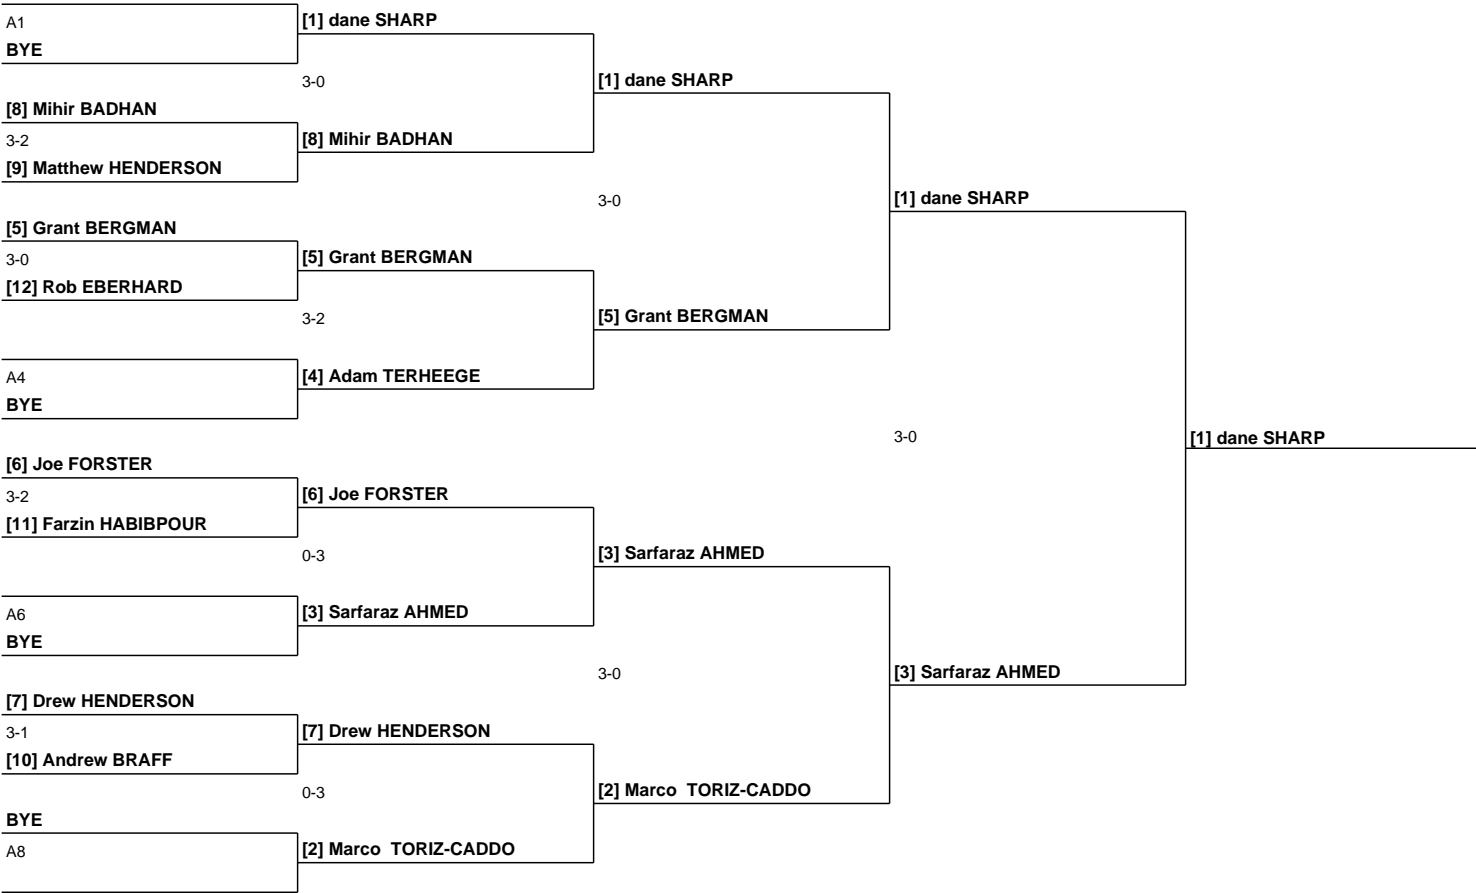 A1
BYE
[1] dane SHARP
3-0
[1] dane SHARP
[8] Mihir BADHAN
3-2
[9] Matthew HENDERSON
[8] Mihir BADHAN
3-0
[1] dane SHARP
[5] Grant BERGMAN
3-0
[12] Rob EBERHARD
[5] Grant BERGMAN
3-2
[5] Grant BERGMAN
A4
BYE
[4] Adam TERHEEGE
3-0
[1] dane SHARP
[6] Joe FORSTER
3-2
[11] Farzin HABIBPOUR
[6] Joe FORSTER
0-3
[3] Sarfaraz AHMED
A6
BYE
[3] Sarfaraz AHMED
3-0
[3] Sarfaraz AHMED
[7] Drew HENDERSON
3-1
[10] Andrew BRAFF
[7] Drew HENDERSON
0-3
[2] Marco  TORIZ-CADDO
BYE
A8
[2] Marco  TORIZ-CADDO